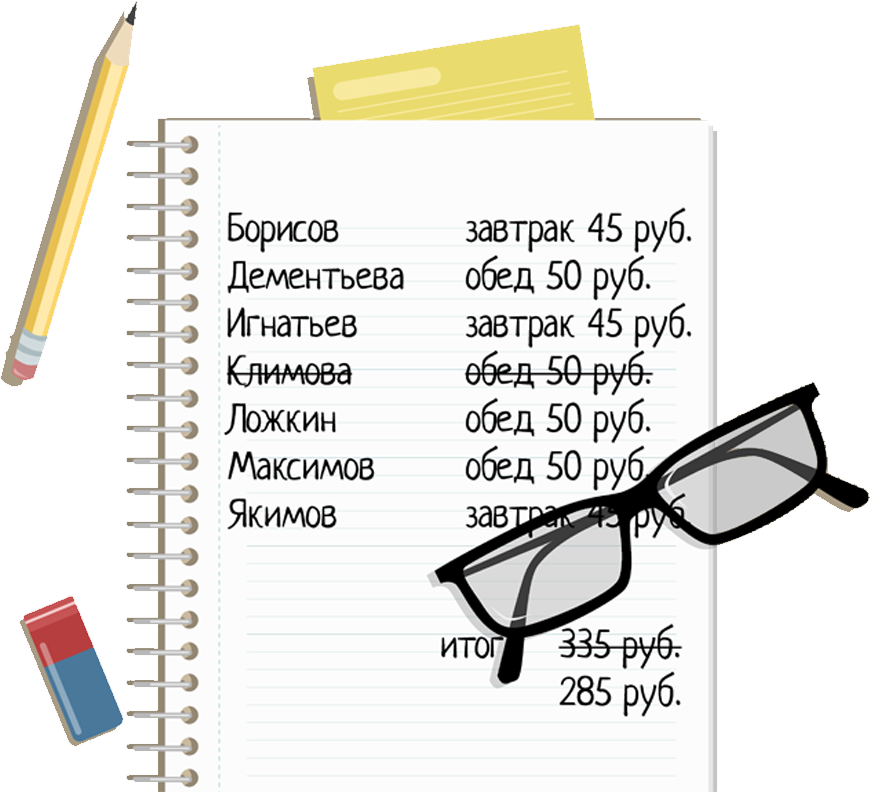 Борисов завтрак 45 руб.
Дементьева обед 50 руб.
Игнатьев завтрак 45 руб.
Климова обед 50 руб.
Ложкин обед 50 руб.
Максимов обед 50 руб.
Якимов завтрак 45 руб.
итог 335 руб.
285 руб.